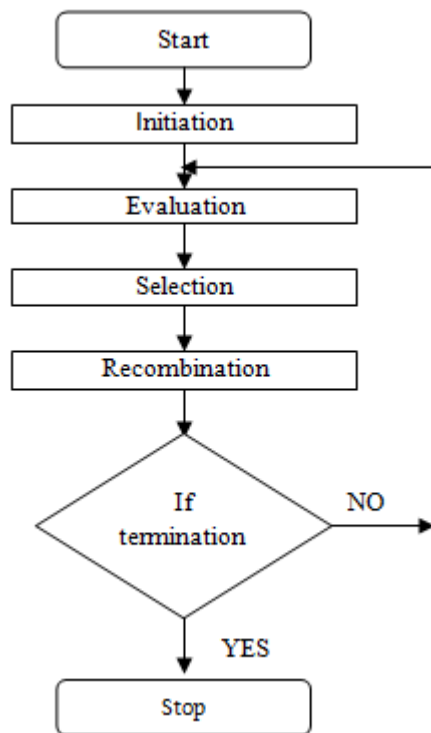 Start
Initiation
Evaluation
Selection
Recombination
If
termination
NO
YES
Stop